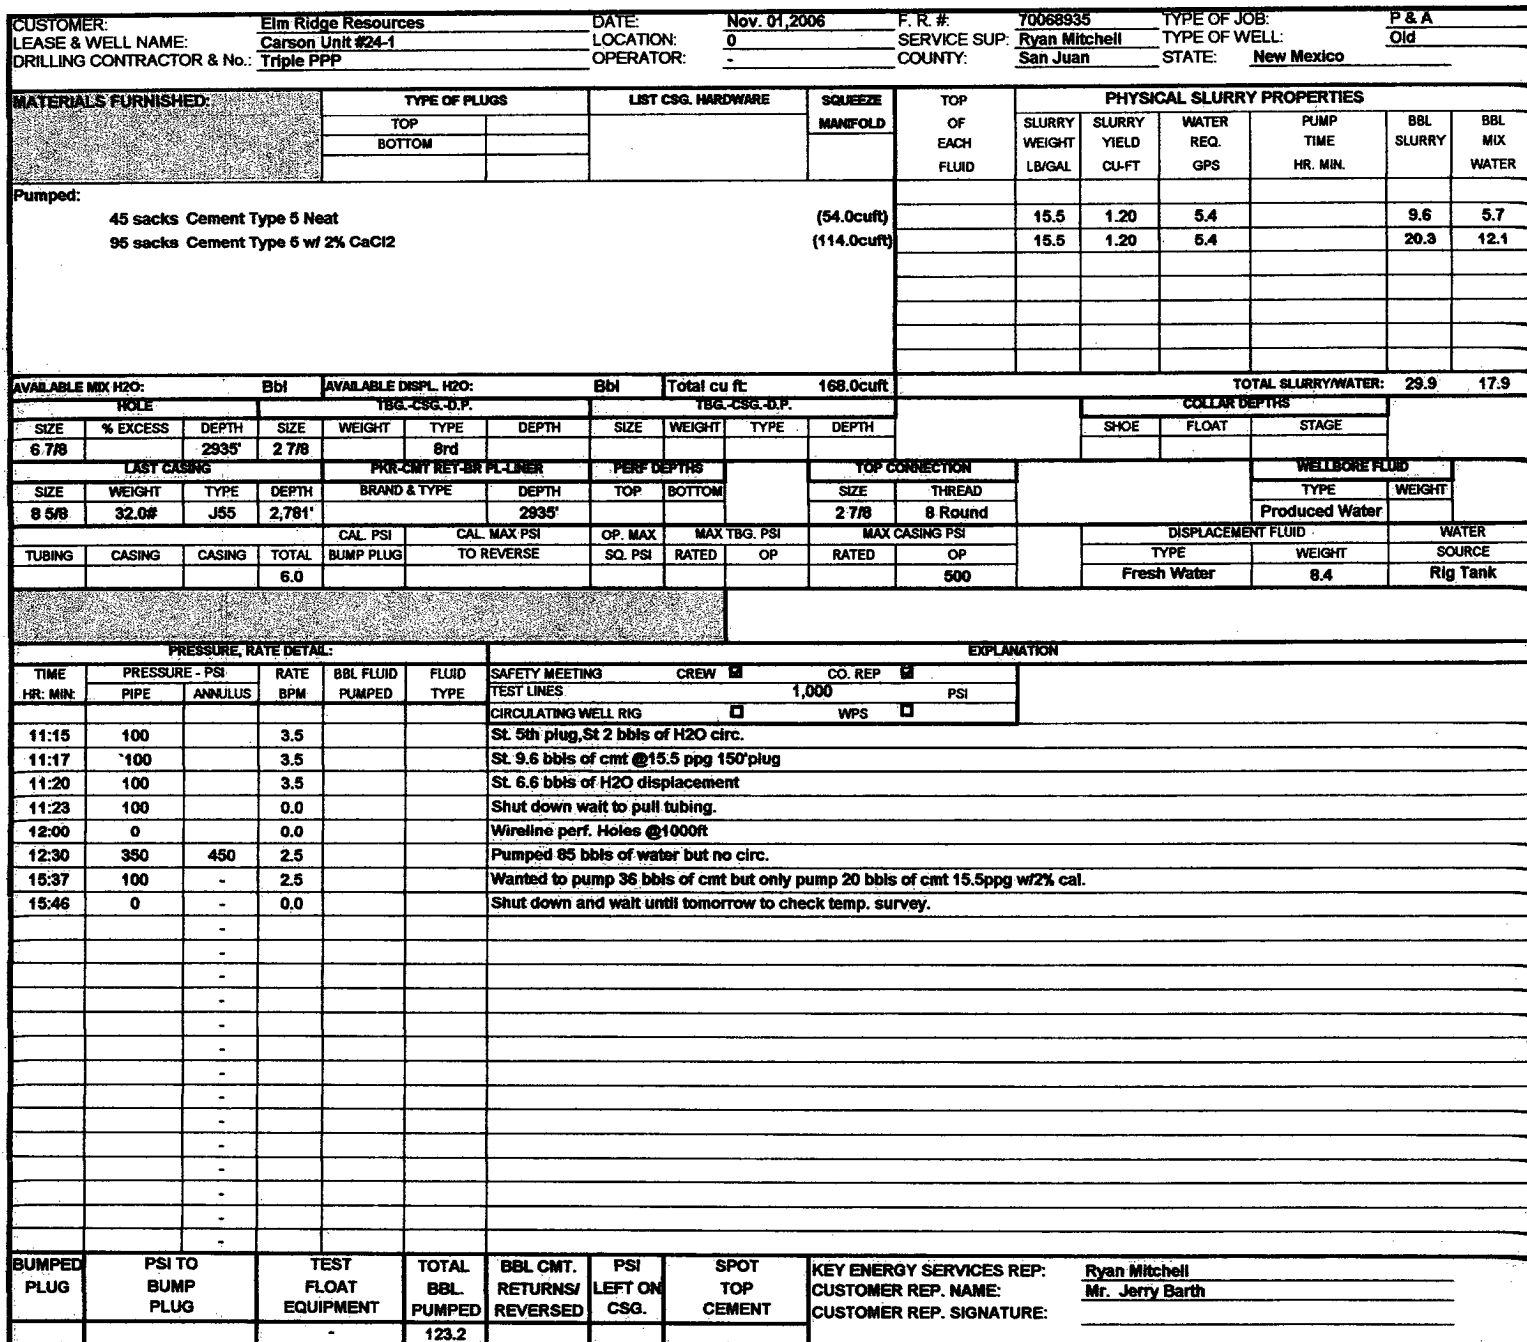 CUSTOMER: Elm Ridge Resources DATE: Nov. 01,2006 F. R. #: 70068935 TYPE OF JOB: P & A
LEASE & WELL NAME: Carson Unit #24-1 LOCATION: 0 SERVICE SUP: Ryan Mitchell TYPE OF WELL: Old
DRILLING CONTRACTOR & No.: Triple PPP OPERATOR: - COUNTY: San Juan STATE: New Mexico
MATERIALS FURNISHED: TYPE OF PLUGS LIST CSG. HARDWARE SQUEEZE TOP PHYSICAL SLURRY PROPERTIES
TOP MANIFOLD OF SLURRY SLURRY WATER PUMP BBL BBL
BOTTOM EACH WEIGHT YIELD REQ. TIME SLURRY MIX
FLUID LB/GAL CU-FT GPS HR. MIN. WATER
Pumped:
45 sacks Cement Type 5 Neat (54.0cuft) 15.5 1.20 5.4 9.6 5.7
95 sacks Cement Type 5 w/ 2% CaCl2 (114.0cuft) 15.5 1.20 5.4 20.3 12.1
AVAILABLE MIX H2O: Bbl AVAILABLE DISPL. H2O: Bbl Total cu ft: 168.0cuft TOTAL SLURRY/WATER: 29.9 17.9
HOLE TBG.-CSG.-D.P. TBG.-CSG.-D.P. COLLAR DEPTHS
SIZE % EXCESS DEPTH SIZE WEIGHT TYPE DEPTH SIZE WEIGHT TYPE DEPTH SHOE FLOAT STAGE
6 7/8 2935' 2 7/8 8rd
LAST CASING PKR-CMT RET-BR PL-LINER PERF DEPTHS TOP CONNECTION WELLBORE FLUID
SIZE WEIGHT TYPE DEPTH BRAND & TYPE DEPTH TOP BOTTOM SIZE THREAD TYPE WEIGHT
8 5/8 32.0# J55 2,781' 2935' 2 7/8 8 Round Produced Water
CAL. PSI CAL. MAX PSI OP. MAX MAX TBG. PSI MAX CASING PSI DISPLACEMENT FLUID WATER
TUBING CASING CASING TOTAL BUMP PLUG TO REVERSE SQ. PSI RATED OP RATED OP TYPE WEIGHT SOURCE
6.0 500 Fresh Water 8.4 Rig Tank
PRESSURE, RATE DETAIL: EXPLANATION
TIME PRESSURE - PSI RATE BBL FLUID FLUID SAFETY MEETING CREW ☑ CO. REP ☑
HR: MIN: PIPE ANNULUS BPM PUMPED TYPE TEST LINES 1,000 PSI
CIRCULATING WELL RIG ☐ WPS ☐
11:15 100 3.5 St. 5th plug,St 2 bbls of H2O circ.
11:17 `100 3.5 St. 9.6 bbls of cmt @15.5 ppg 150'plug
11:20 100 3.5 St. 6.6 bbls of H2O displacement
11:23 100 0.0 Shut down wait to pull tubing.
12:00 0 0.0 Wireline perf. Holes @1000ft
12:30 350 450 2.5 Pumped 85 bbls of water but no circ.
15:37 100 - 2.5 Wanted to pump 36 bbls of cmt but only pump 20 bbls of cmt 15.5ppg w/2% cal.
15:46 0 - 0.0 Shut down and wait until tomorrow to check temp. survey.
-
-
-
-
-
-
-
-
-
-
-
-
-
-
BUMPED PSI TO TEST TOTAL BBL CMT. PSI SPOT KEY ENERGY SERVICES REP: Ryan Mitchell
PLUG BUMP FLOAT BBL. RETURNS/ LEFT ON TOP CUSTOMER REP. NAME: Mr. Jerry Barth
PLUG EQUIPMENT PUMPED REVERSED CSG. CEMENT CUSTOMER REP. SIGNATURE:
- 123.2